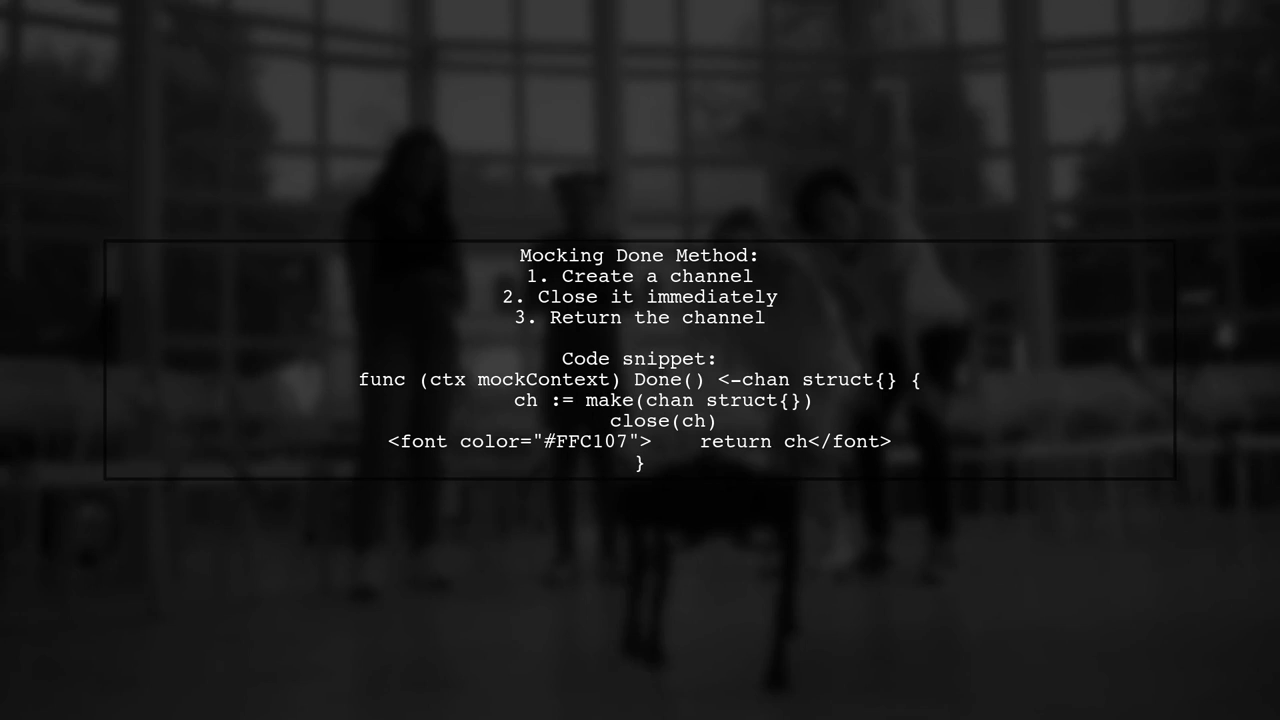 Mocking Done Method:
1. Create a channel
2. Close it immediately
3. Return the channel
Code snippet:
func (ctx mockContext) Done() <-chan struct{} {
    ch := make(chan struct{})
    close(ch)
<font color="#FFC107">    return ch</font>
}